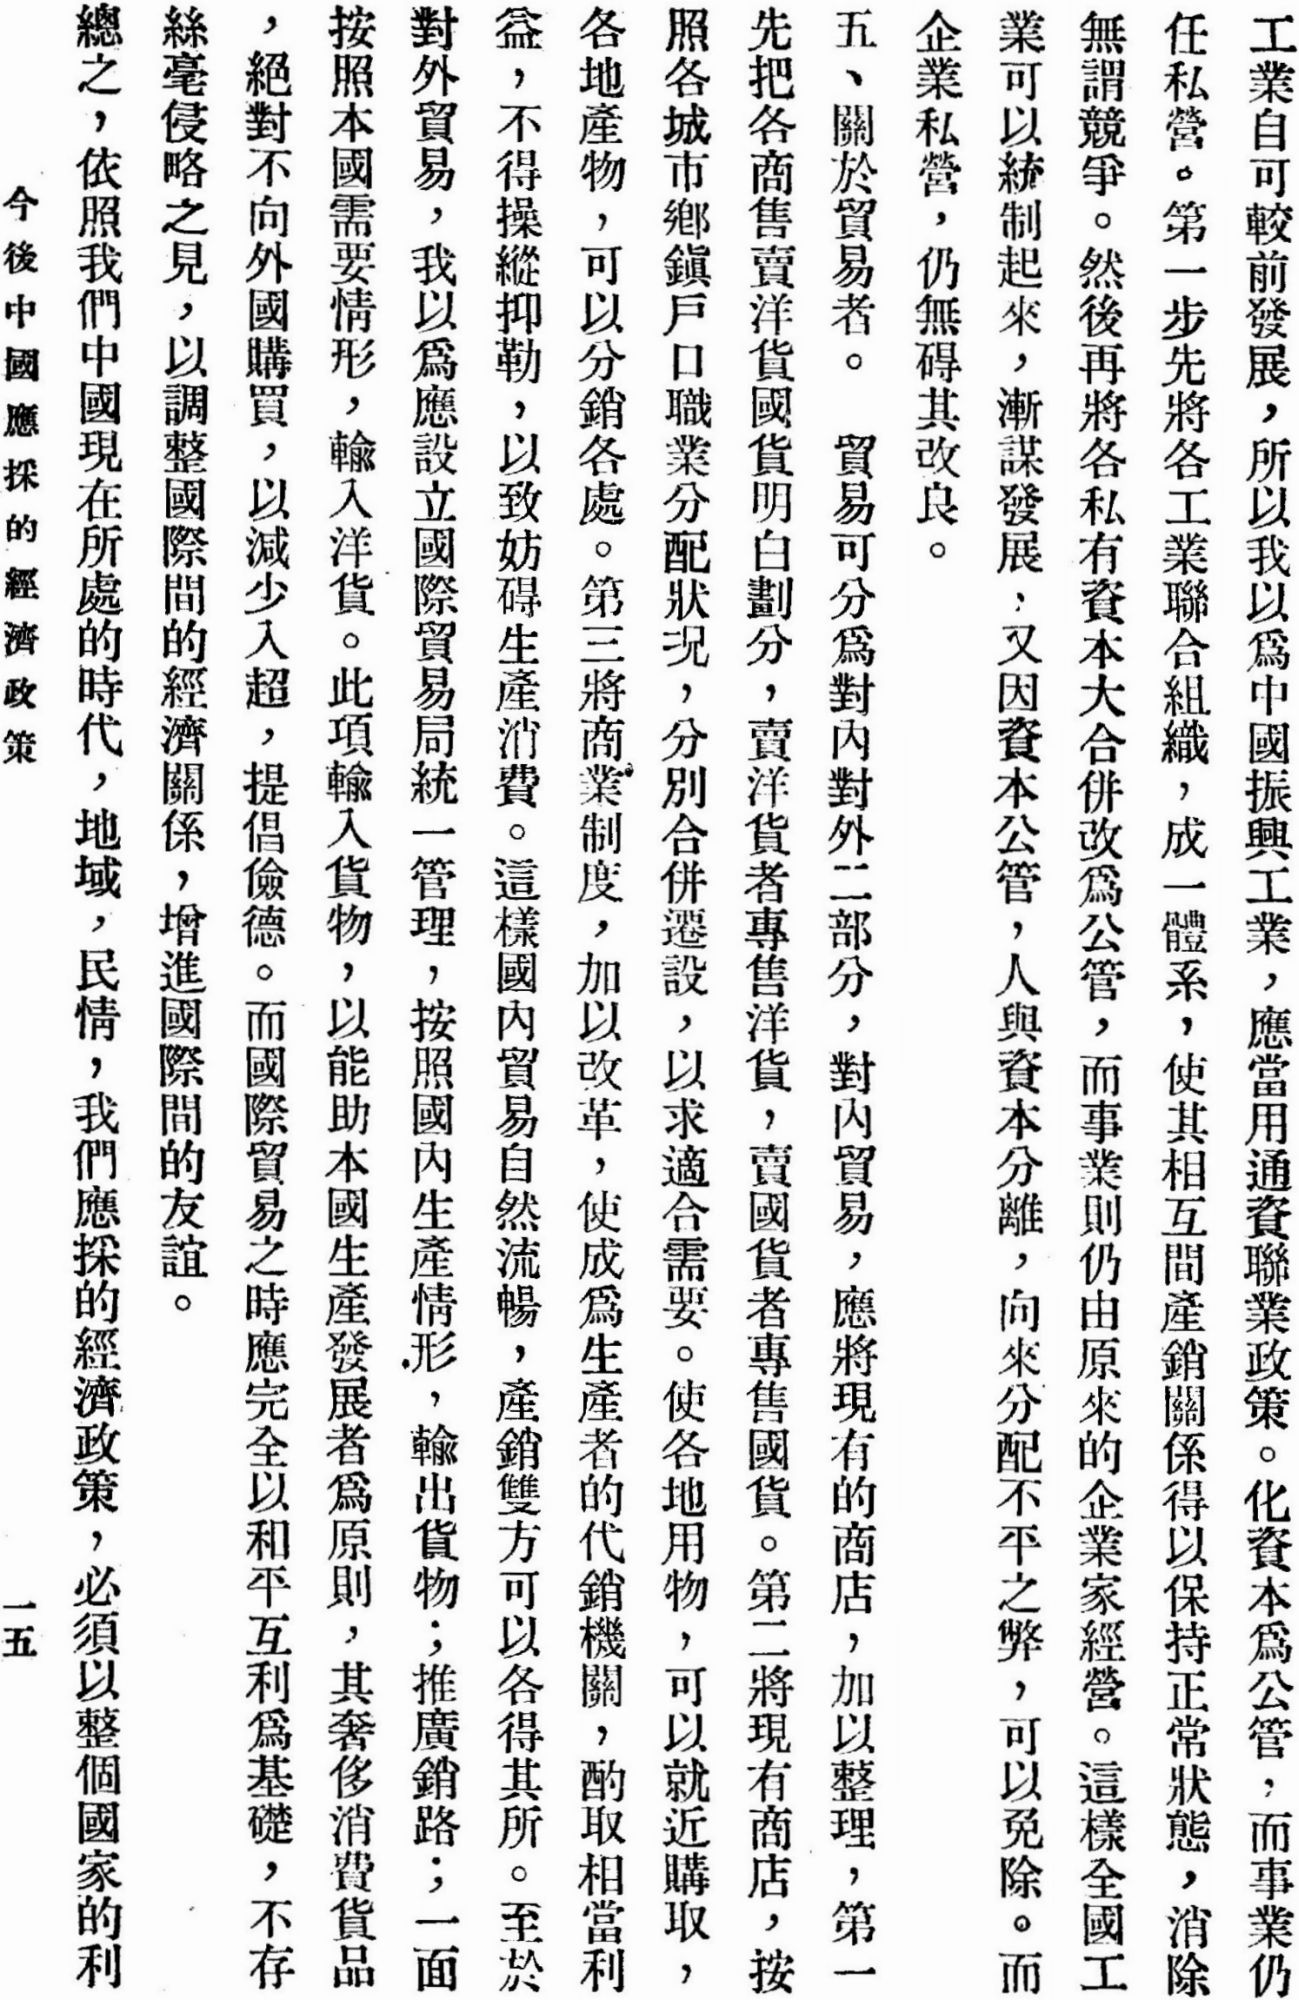 工業自可較前發展，所以我以爲中國振興工業，應當用通資聯業政策。化資本爲公管，而事業仍
任私營。第一步先將各工業聯合組織，成一體系，使其相互間產銷關係得以保持正常狀態，消除
無謂競爭。然後再將各私有資本大合併改爲公管，而事業則仍由原來的企業家經營。這樣全國工
業可以統制起來，漸謀發展，又因資本公管，人與資本分離，向來分配不平之弊，可以免除。而
企業私營，仍無碍其改良。
五、關於貿易者。　貿易可分爲對內對外二部分，對內貿易，應將現有的商店，加以整理，第一
先把各商售賣洋貨國貨明白劃分，賣洋貨者專售洋貨，賣國貨者專售國貨。第二將現有商店，按
照各城市鄉鎭戶口職業分配狀況，分別合併遷設，以求適合需要。使各地用物，可以就近購取，
各地產物，可以分銷各處。第三將商業制度，加以改革，使成爲生產者的代銷機關，酌取相當利
益，不得操縱抑勒，以致妨碍生產消費。這樣國內貿易自然流暢，產銷雙方可以各得其所。至於
對外貿易，我以爲應設立國際貿易局統一管理，按照國內生產情形，輸出貨物；推廣銷路；一面
按照本國需要情形，輸入洋貨。此項輸入貨物，以能助本國生產發展者爲原則，其奢侈消費貨品
，絕對不向外國購買，以減少入超，提倡儉德。而國際貿易之時應完全以和平互利爲基礎，不存
絲毫侵略之見，以調整國際間的經濟關係，增進國際間的友誼。
總之，依照我們中國現在所處的時代，地域，民情，我們應採的經濟政策，必須以整個國家的利
今後中國應採的經濟政策　一五